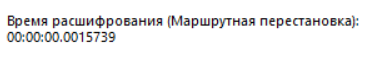 Время расшифрования (Маршрутная перестановка):
00:00:00.0015739